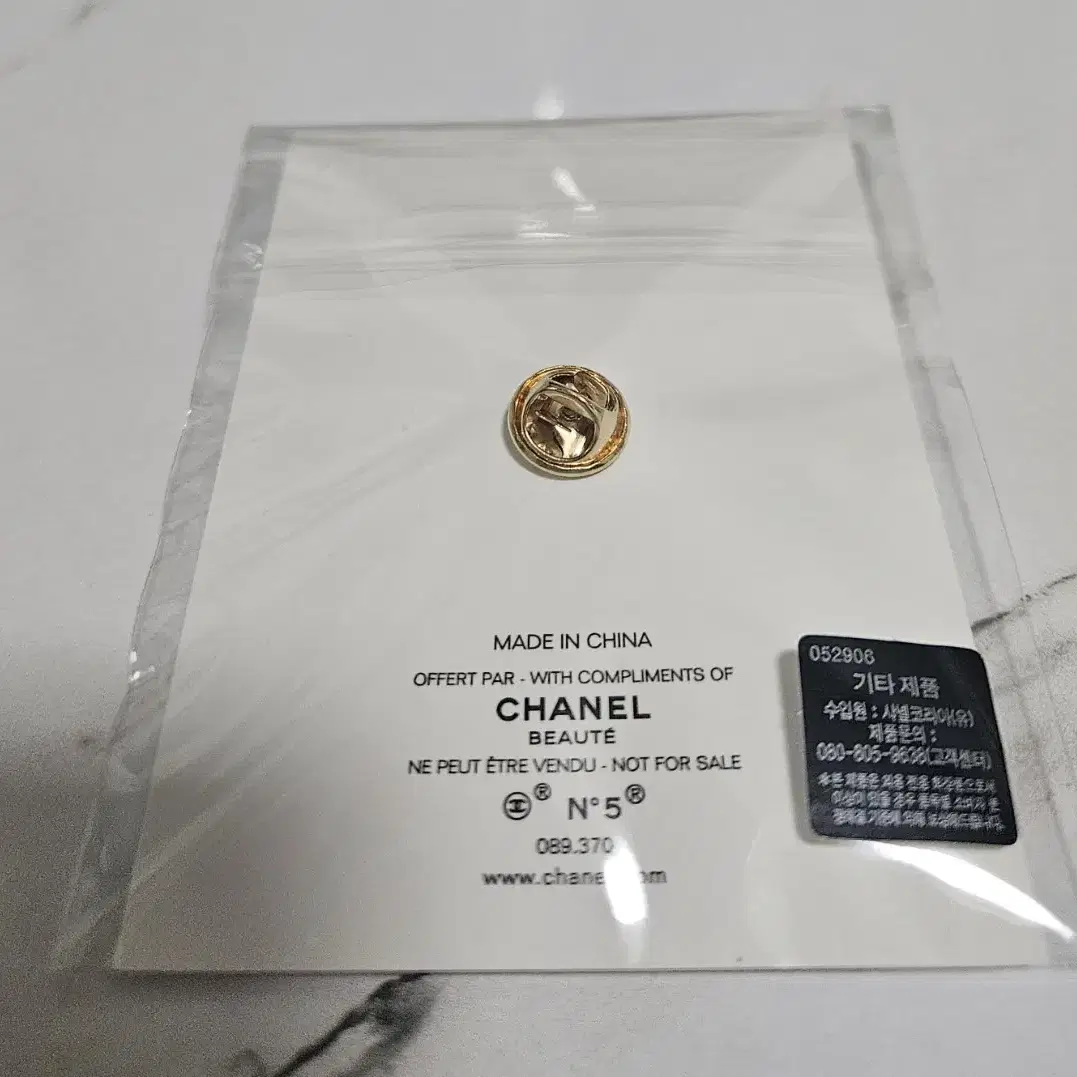 MADE IN CHINA
OFFERT PAR - WITH COMPLIMENTS OF
CHANEL
BEAUTÉ
NE PEUT ÊTRE VENDU - NOT FOR SALE
® N°5®
089.370
www.chane
052906
기타 제품
수입원 : 샤넬코리아(유)
제품문의 :
080-805-9638(고객센터)